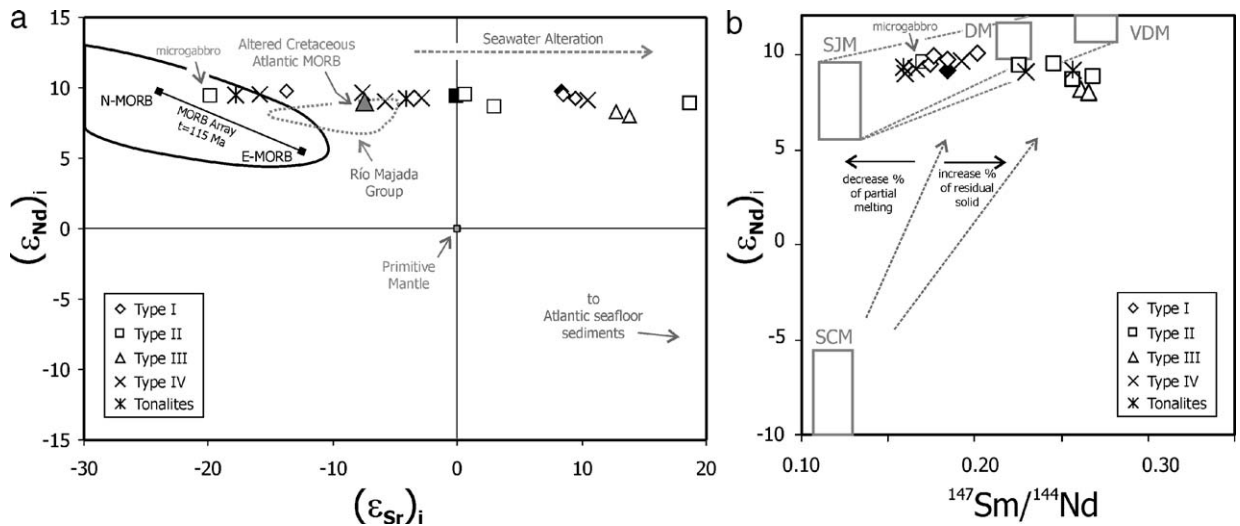 a
15
10
5
0
-5
-10
-15
-30
-20
-10
0
10
20
(εNd)i
(εSr)i
microgabbro
Altered Cretaceous
Atlantic MORB
Seawater Alteration
N-MORB
MORB Array
t=115 Ma
E-MORB
Río Majada
Group
Primitive
Mantle
to
Atlantic seafloor
sediments
Type I
Type II
Type III
Type IV
Tonalites
b
15
10
5
0
-5
-10
0.10
0.20
0.30
(εNd)i
147Sm/144Nd
SJM
microgabbro
DM
VDM
decrease %
of partial
melting
increase %
of residual
solid
SCM
Type I
Type II
Type III
Type IV
Tonalites